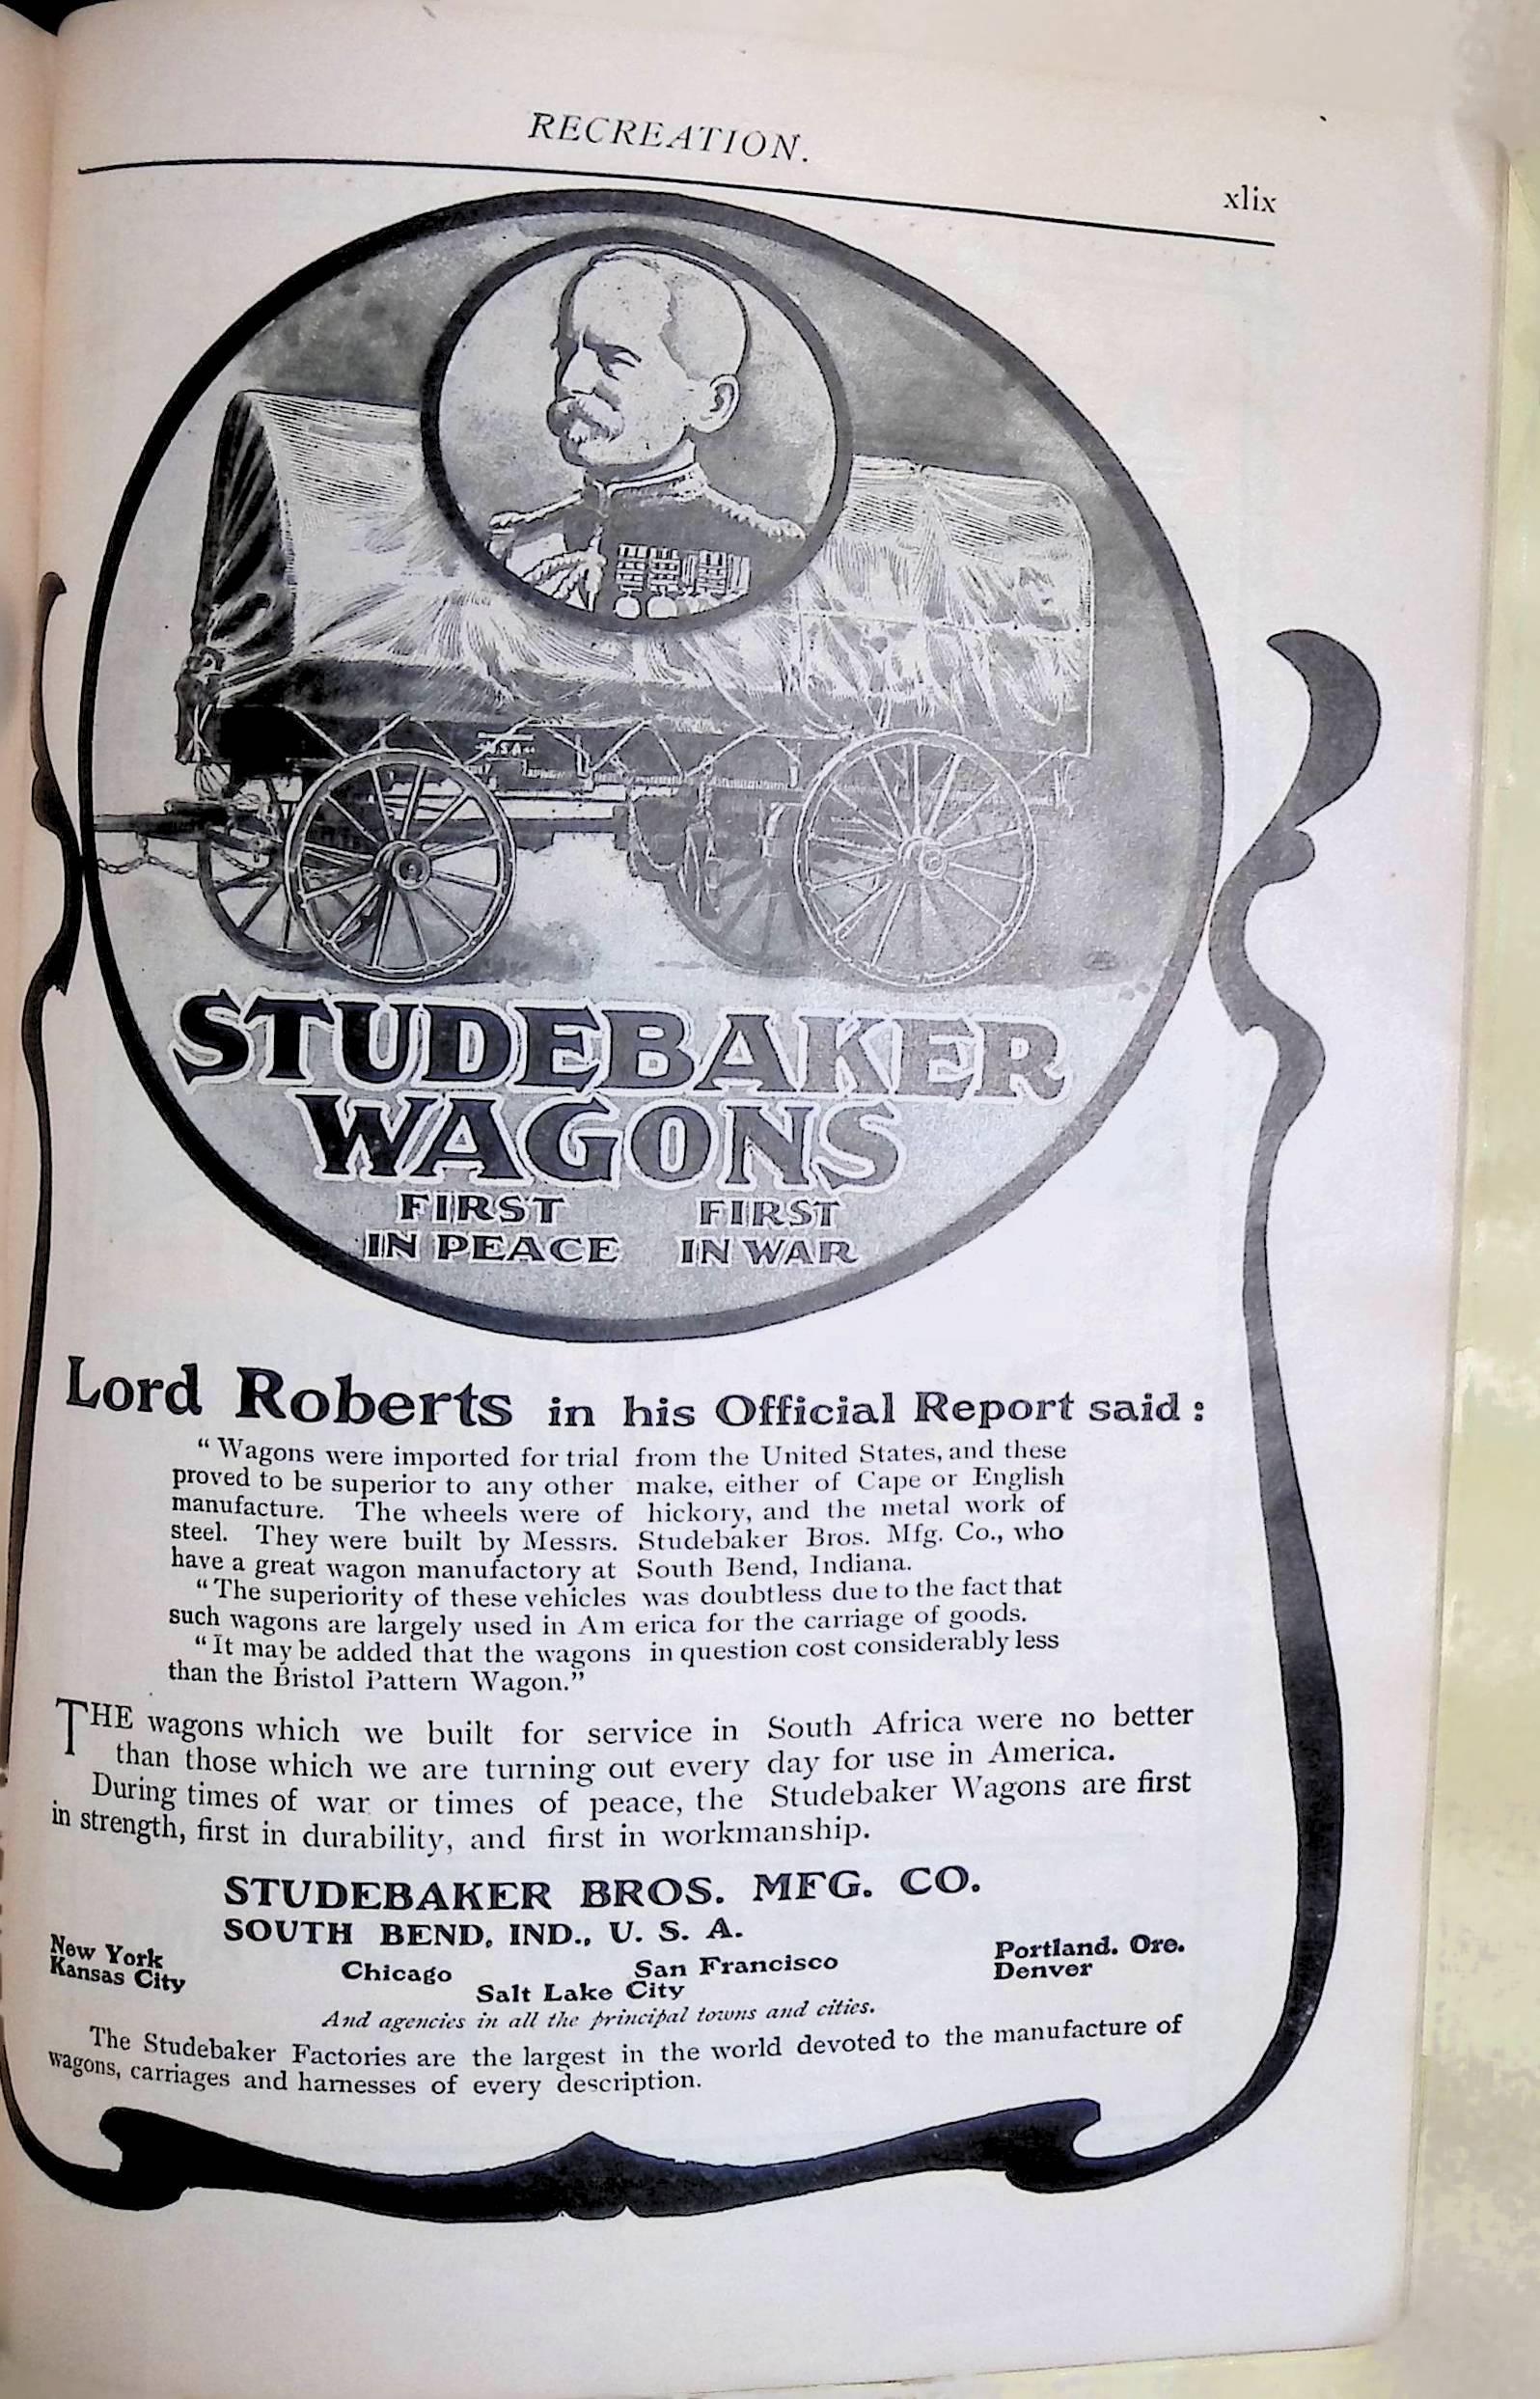 RECREATION.
xlix
U.S.A.
STUDEBAKER
WAGONS
FIRST
IN PEACE
FIRST
IN WAR
Lord Roberts in his Official Report said:
“Wagons were imported for trial from the United States, and these
proved to be superior to any other make, either of Cape or English
manufacture. The wheels were of hickory, and the metal work of
steel. They were built by Messrs. Studebaker Bros. Mfg. Co., who
have a great wagon manufactory at South Bend, Indiana.
“The superiority of these vehicles was doubtless due to the fact that
such wagons are largely used in Am erica for the carriage of goods.
“It may be added that the wagons in question cost considerably less
than the Bristol Pattern Wagon.”
THE wagons which we built for service in South Africa were no better
than those which we are turning out every day for use in America.
During times of war or times of peace, the Studebaker Wagons are first
in strength, first in durability, and first in workmanship.
STUDEBAKER BROS. MFG. CO.
SOUTH BEND, IND., U. S. A.
New York Chicago San Francisco Portland, Ore.
Kansas City Salt Lake City Denver
And agencies in all the principal towns and cities.
The Studebaker Factories are the largest in the world devoted to the manufacture of
wagons, carriages and harnesses of every description.